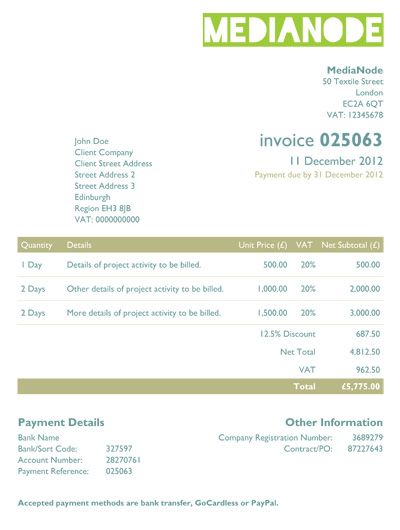 MEDIANODE
MediaNode
50 Textile Street
London
EC2A 6QT
VAT: 12345678
invoice 025063
11 December 2012
Payment due by 31 December 2012
John Doe
Client Company
Client Street Address
Street Address 2
Street Address 3
Edinburgh
Region EH3 8JB
VAT: 0000000000
Quantity Details Unit Price (£) VAT Net Subtotal (£)
1 Day Details of project activity to be billed. 500.00 20% 500.00
2 Days Other details of project activity to be billed. 1,000.00 20% 2,000.00
2 Days More details of project activity to be billed. 1,500.00 20% 3,000.00
12.5% Discount 687.50
Net Total 4,812.50
VAT 962.50
Total £5,775.00
Payment Details
Bank Name
Bank/Sort Code: 327597
Account Number: 28270761
Payment Reference: 025063
Other Information
Company Registration Number: 3689279
Contract/PO: 87227643
Accepted payment methods are bank transfer, GoCardless or PayPal.